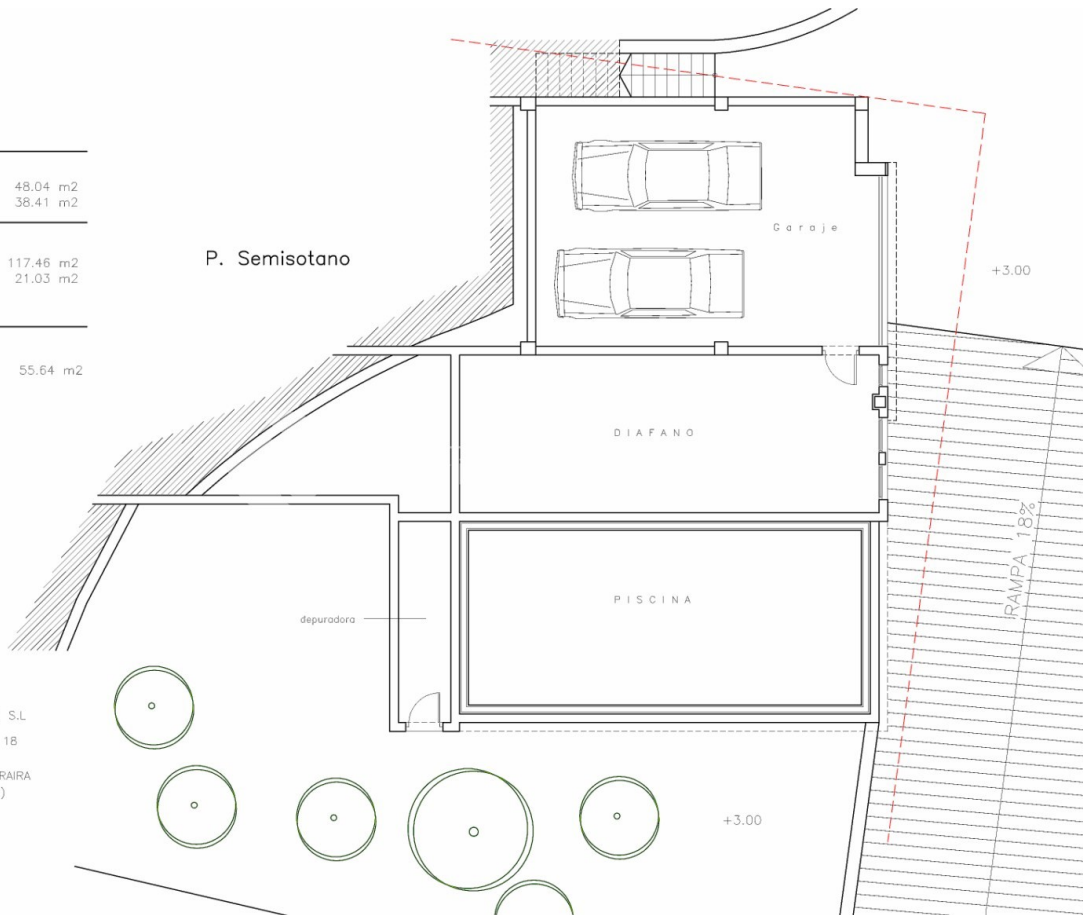 48.04 m2
38.41 m2
117.46 m2
21.03 m2
55.64 m2
P. Semisotano
Garaje
+3.00
DIAFANO
RAMPA 18%
PISCINA
depuradora
S.L
18
RAIRA
)
+3.00